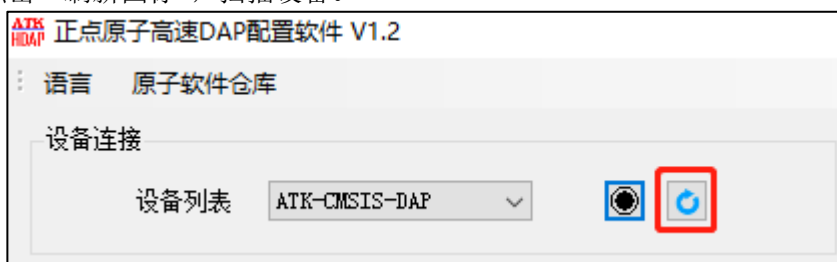 ATK HDAP 正点原子高速DAP配置软件 V1.2
语言 原子软件仓库
设备连接
设备列表 ATK-CMSIS-DAP